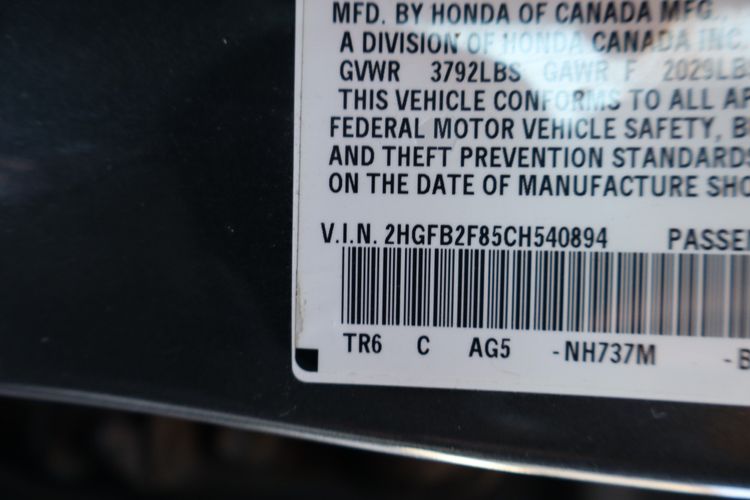 MFD. BY HONDA OF CANADA MFG.,
A DIVISION OF HONDA CANADA INC
GVWR 3792LBS GAWR F 2029LBS
THIS VEHICLE CONFORMS TO ALL AP
FEDERAL MOTOR VEHICLE SAFETY, B
AND THEFT PREVENTION STANDARDS
ON THE DATE OF MANUFACTURE SHO
V.I.N. 2HGFB2F85CH540894 PASSE
TR6 C AG5 -NH737M -B